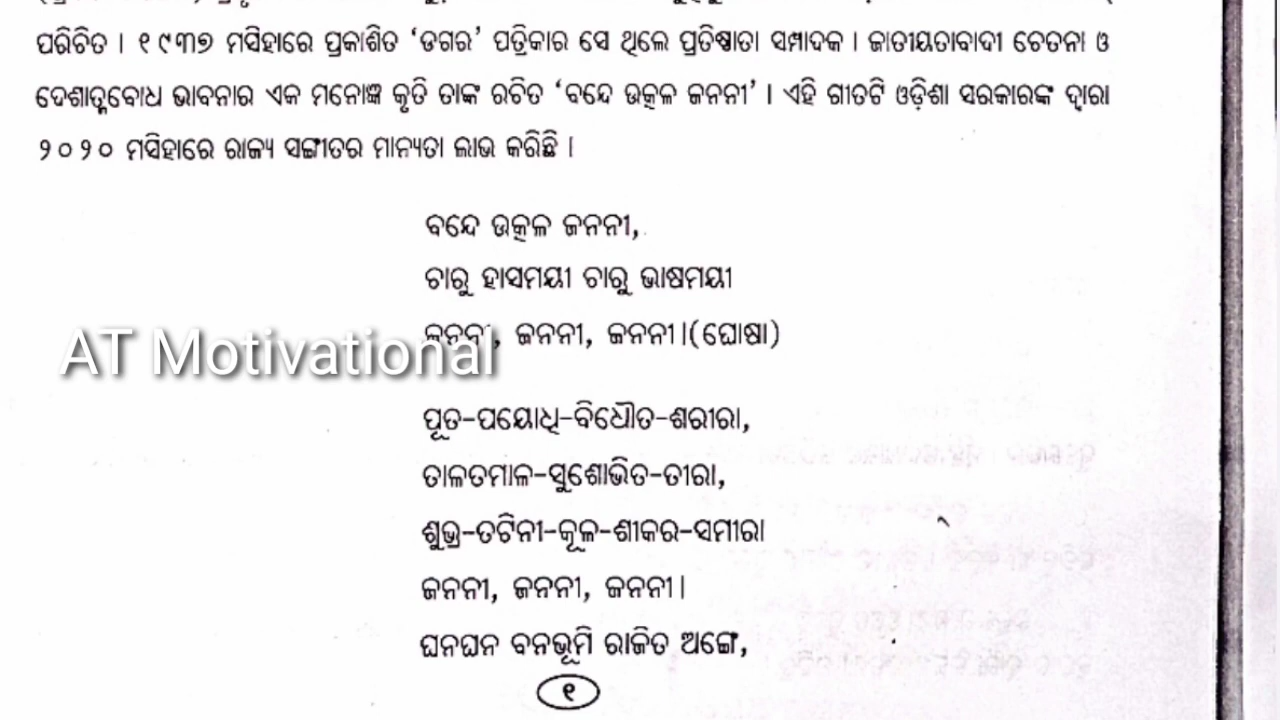 ପରିଚିତ । ୧୯୩୭ ମସିହାରେ ପ୍ରକାଶିତ ‘ଡଗର’ ପତ୍ରିକାର ସେ ଥିଲେ ପ୍ରତିଷ୍ଠାତା ସମ୍ପାଦକ । ଜାତୀୟତାବାଦୀ ଚେତନା ଓ
ଦେଶାତ୍ମବୋଧ ଭାବନାର ଏକ ମନୋଜ୍ଞ କୃତି ତାଙ୍କ ରଚିତ ‘ବନ୍ଦେ ଉତ୍କଳ ଜନନୀ’ । ଏହି ଗୀତଟି ଓଡ଼ିଶା ସରକାରଙ୍କ ଦ୍ୱାରା
୨୦୨୦ ମସିହାରେ ରାଜ୍ୟ ସଙ୍ଗୀତର ମାନ୍ୟତା ଲାଭ କରିଛି ।
ବନ୍ଦେ ଉତ୍କଳ ଜନନୀ,
ଚାରୁ ହାସମୟୀ ଚାରୁ ଭାଷମୟୀ
ଜନନୀ, ଜନନୀ, ଜନନୀ।(ଘୋଷା)
AT Motivational
ପୂତ-ପୟୋଧି-ବିଧୌତ-ଶରୀରା,
ତାଳତମାଳ-ସୁଶୋଭିତ-ତୀରା,
ଶୁଭ୍ର-ତଟିନୀ-କୂଳ-ଶୀକର-ସମୀରା
ଜନନୀ, ଜନନୀ, ଜନନୀ।
ଘନଘନ ବନଭୂମି ରାଜିତ ଅଙ୍ଗେ,
୧